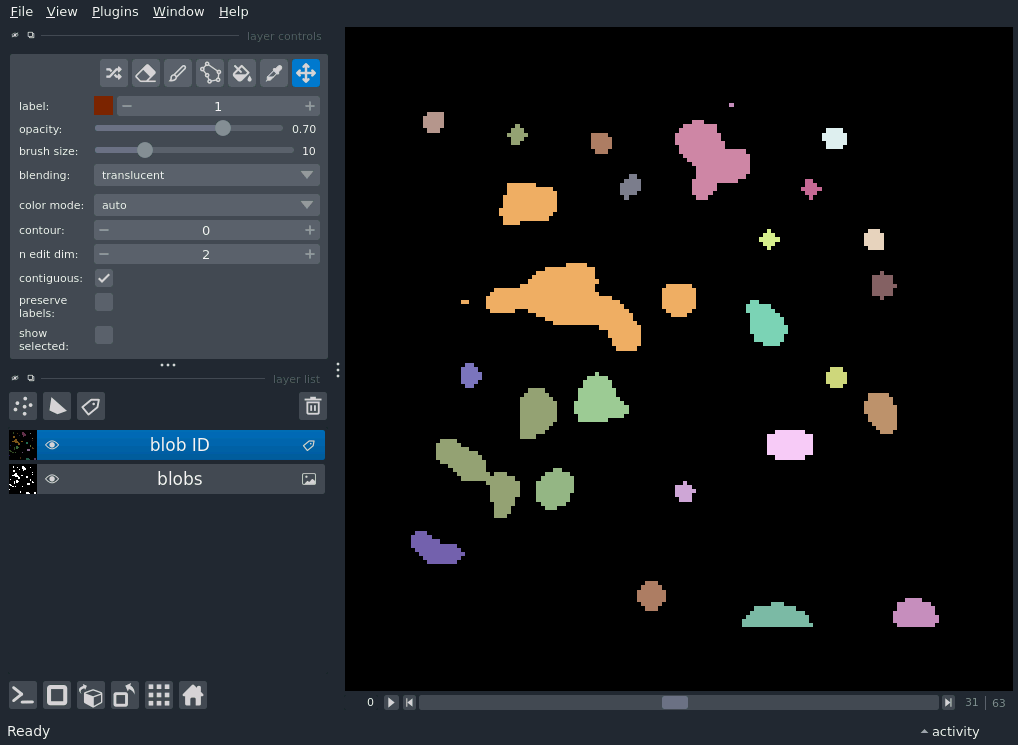 File View Plugins Window Help
layer controls
label: 1
opacity: 0.70
brush size: 10
blending: translucent
color mode: auto
contour: 0
n edit dim: 2
contiguous:
preserve
labels:
show
selected:
layer list
blob ID
blobs
0 31 63
Ready activity